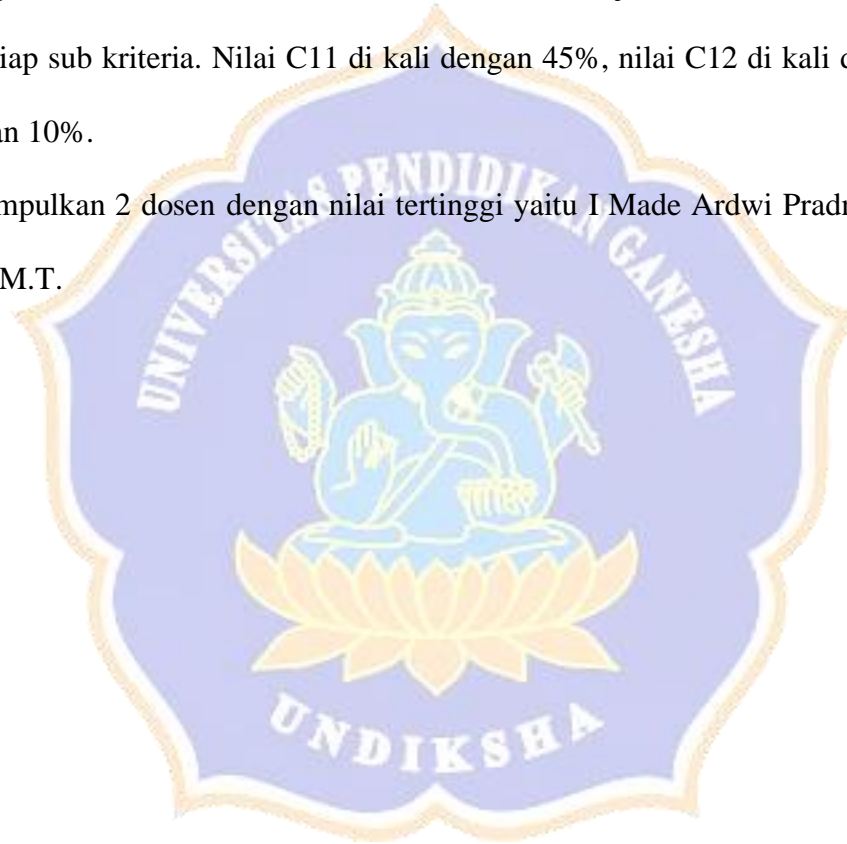 iap sub kriteria. Nilai C11 di kali dengan 45%, nilai C12 di kali
an 10%.
mpulkan 2 dosen dengan nilai tertinggi yaitu I Made Ardwi
M.T.
UNIVERSITAS PENDIDIKAN GANESHA
UNDIKSHA